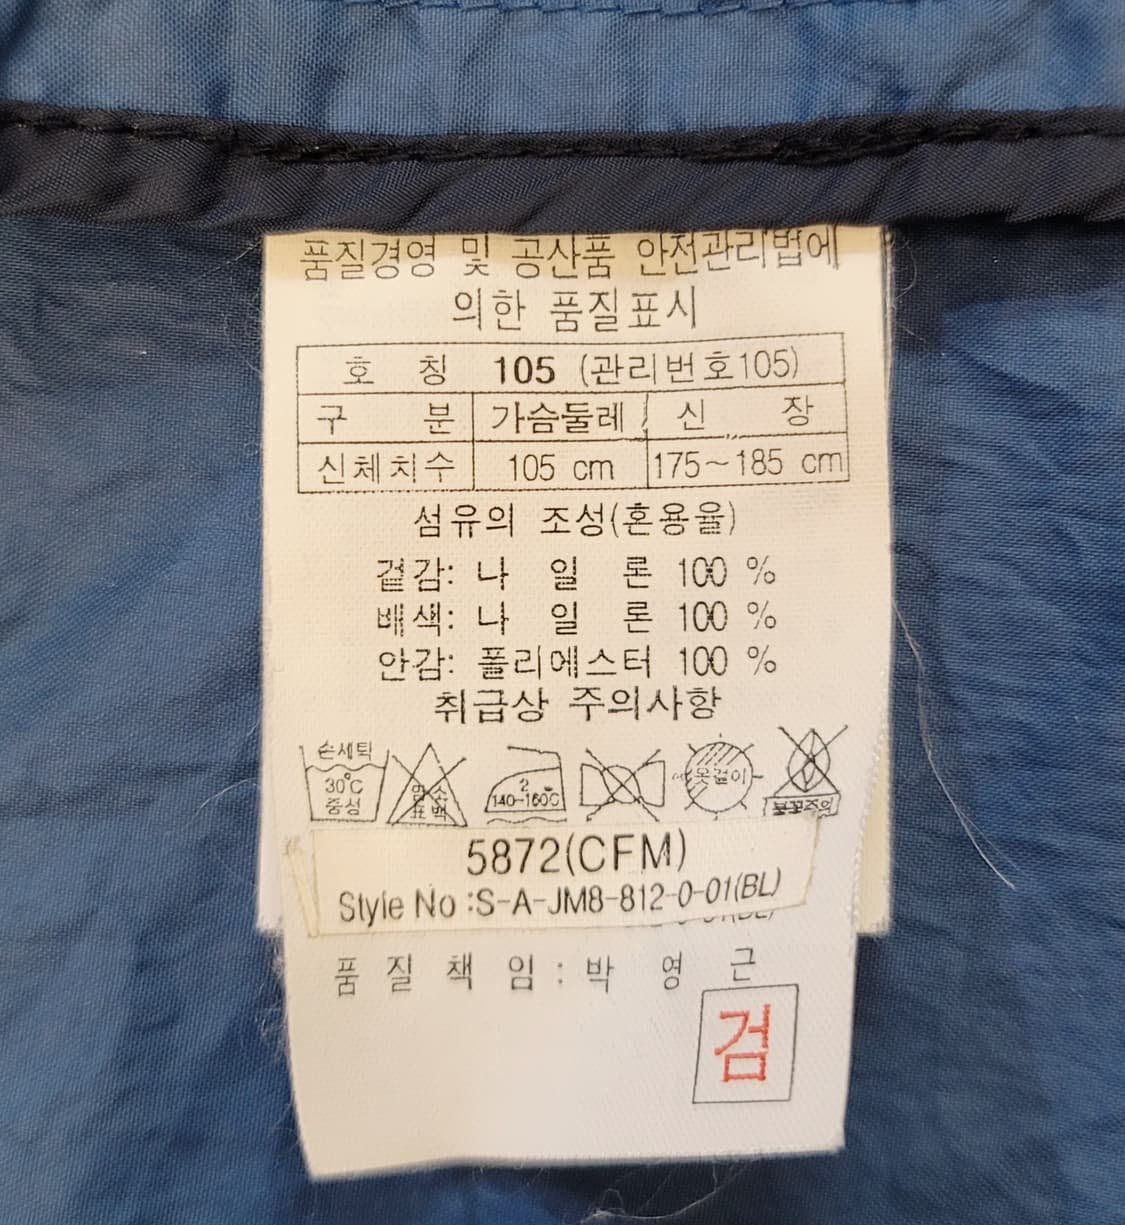 품질경영 및 공산품 안전관리법에
의한 품질표시
호 칭 105 (관리번호105)
구 분 가슴둘레 신 장
신체치수 105 cm 175~185 cm
섬유의 조성(혼용율)
겉감: 나 일 론 100 %
배색: 나 일 론 100 %
안감: 폴리에스터 100 %
취급상 주의사항
손세탁
30℃ 중성
염소 표백
2 140~160℃
옷걸이
불꽃주의
5872(CFM)
Style No :S-A-JM8-812-0-01(BL)
품 질 책 임 : 박 영 근
검